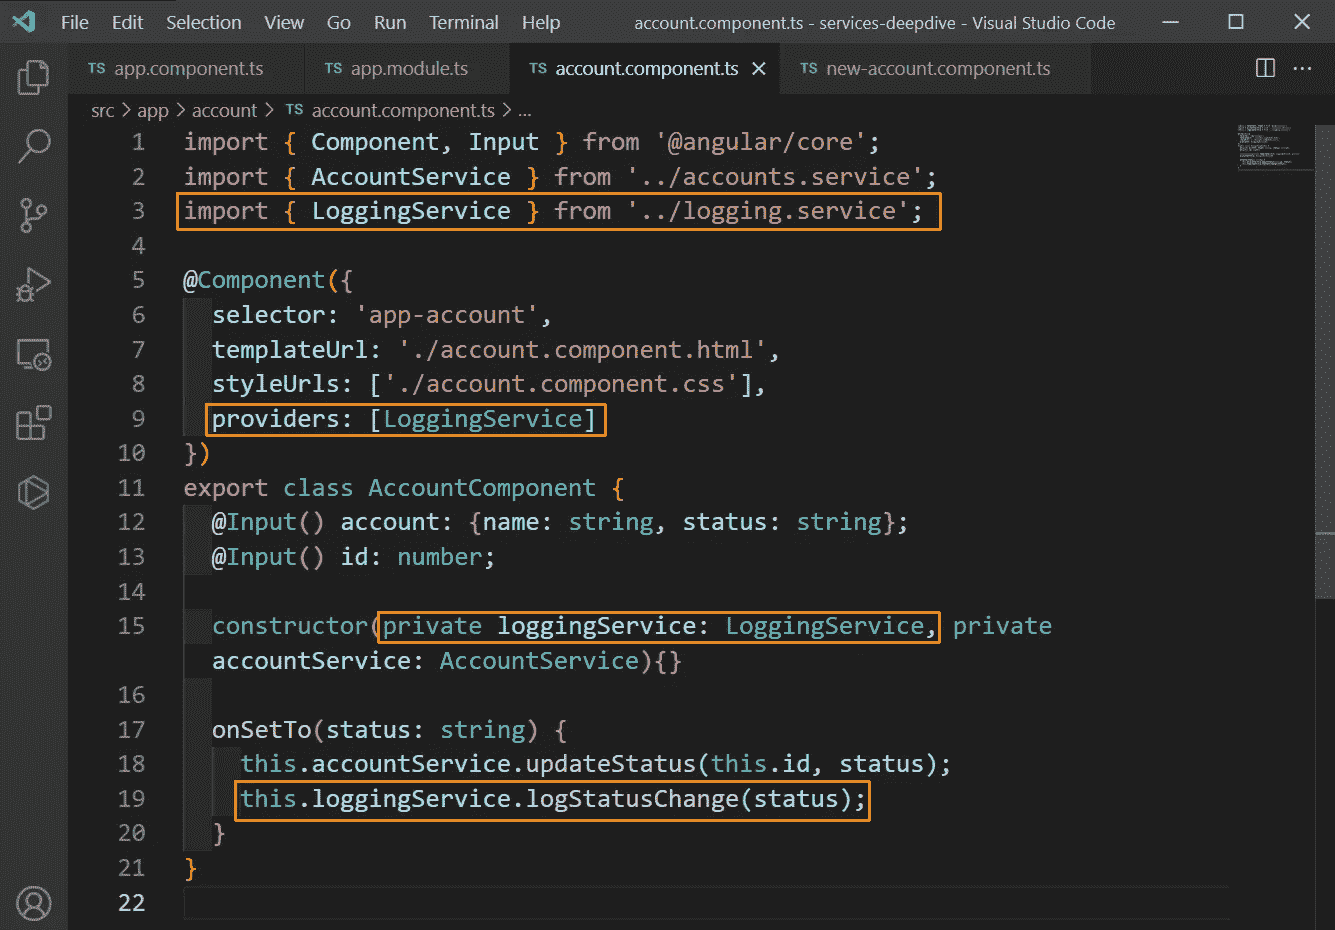 File Edit Selection View Go Run Terminal Help account.component.ts - services-deepdive - Visual Studio Code
TS app.component.ts TS app.module.ts TS account.component.ts TS new-account.component.ts
src > app > account > TS account.component.ts > ...
1 import { Component, Input } from '@angular/core';
2 import { AccountService } from '../accounts.service';
3 import { LoggingService } from '../logging.service';
4
5 @Component({
6 selector: 'app-account',
7 templateUrl: './account.component.html',
8 styleUrls: ['./account.component.css'],
9 providers: [LoggingService]
10 })
11 export class AccountComponent {
12 @Input() account: {name: string, status: string};
13 @Input() id: number;
14
15 constructor(private loggingService: LoggingService, private
accountService: AccountService){}
16
17 onSetTo(status: string) {
18 this.accountService.updateStatus(this.id, status);
19 this.loggingService.logStatusChange(status);
20 }
21 }
22